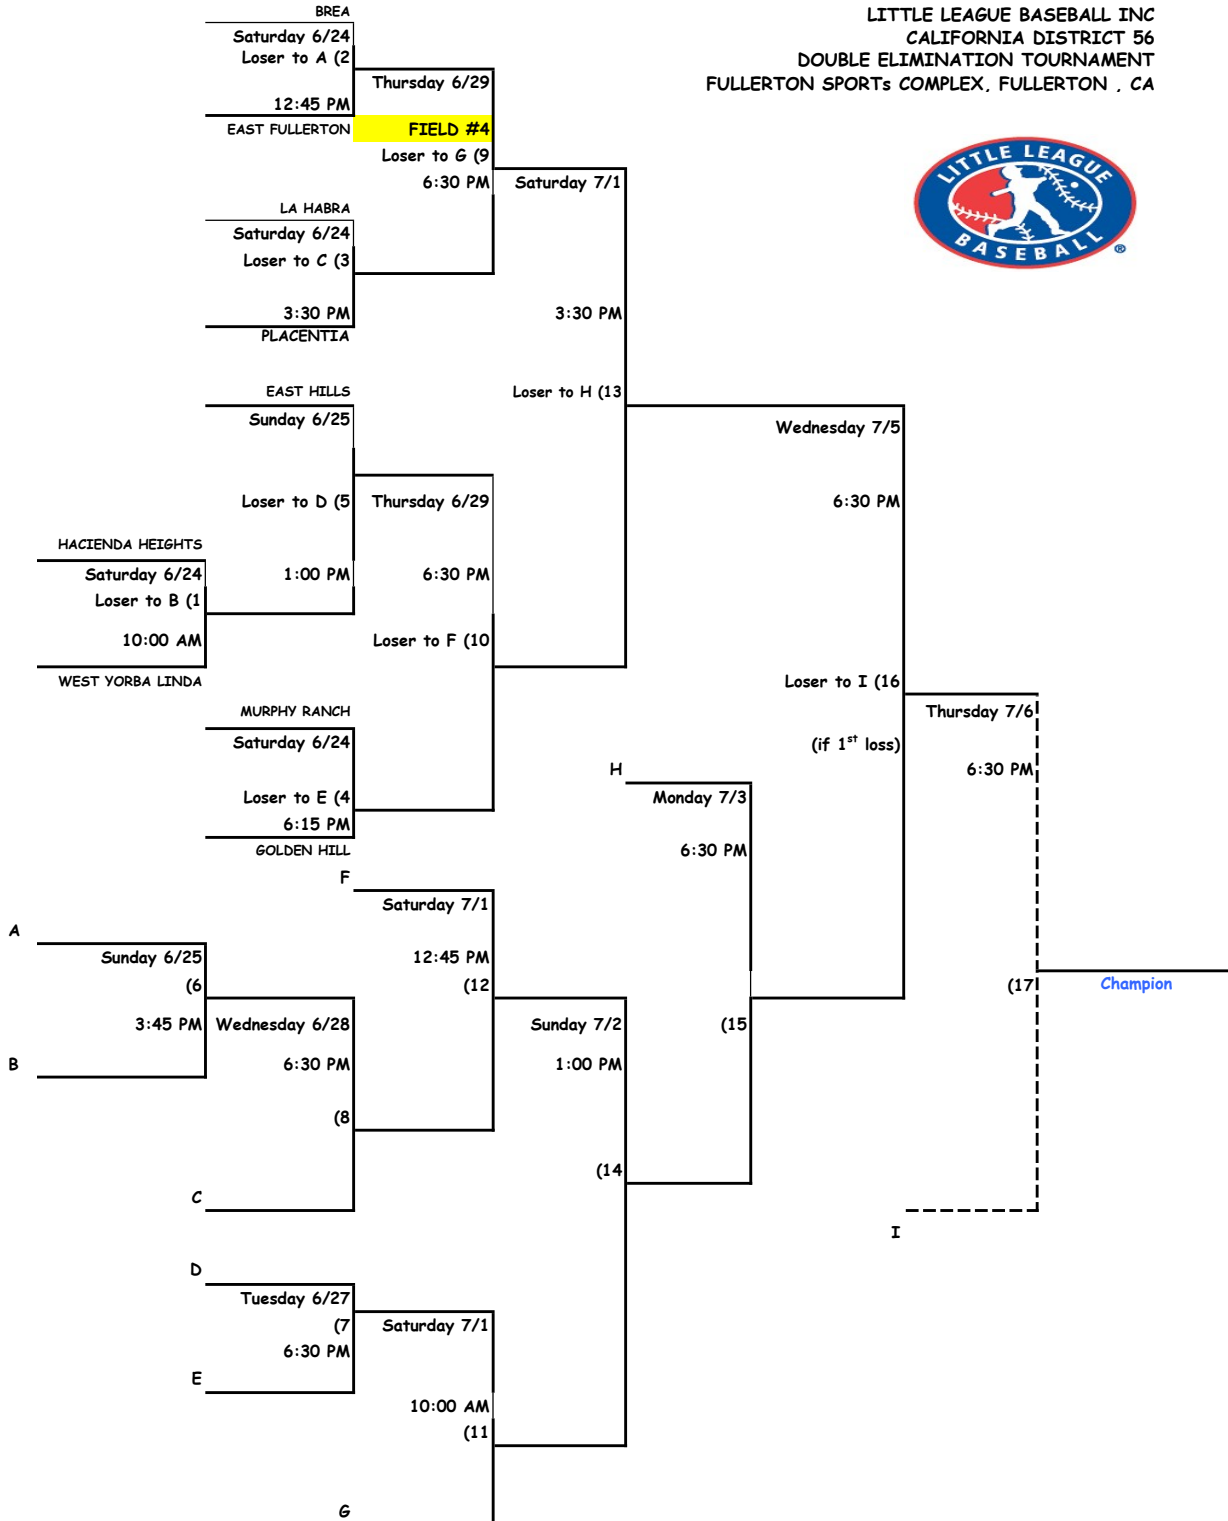 BREA
LITTLE LEAGUE BASEBALL INC
Saturday 6/24
CALIFORNIA DISTRICT 56
Loser to A (2
DOUBLE ELIMINATION TOURNAMENT
Thursday 6/29
FULLERTON SPORTs COMPLEX, FULLERTON , CA
12:45 PM
EAST FULLERTON
FIELD #4
Loser to G (9
6:30 PM
Saturday 7/1
LITTLE LEAGUE
BASEBALL
®
LA HABRA
Saturday 6/24
Loser to C (3
3:30 PM
3:30 PM
PLACENTIA
EAST HILLS
Loser to H (13
Sunday 6/25
Wednesday 7/5
Loser to D (5
Thursday 6/29
6:30 PM
HACIENDA HEIGHTS
Saturday 6/24
1:00 PM
6:30 PM
Loser to B (1
10:00 AM
Loser to F (10
WEST YORBA LINDA
Loser to I (16
MURPHY RANCH
Thursday 7/6
Saturday 6/24
(if 1st loss)
H
6:30 PM
Loser to E (4
Monday 7/3
6:15 PM
GOLDEN HILL
6:30 PM
F
Saturday 7/1
A
Sunday 6/25
12:45 PM
(6
(12
(17
Champion
3:45 PM
Wednesday 6/28
Sunday 7/2
(15
B
6:30 PM
1:00 PM
(8
(14
C
I
D
Tuesday 6/27
(7
Saturday 7/1
6:30 PM
E
10:00 AM
(11
G